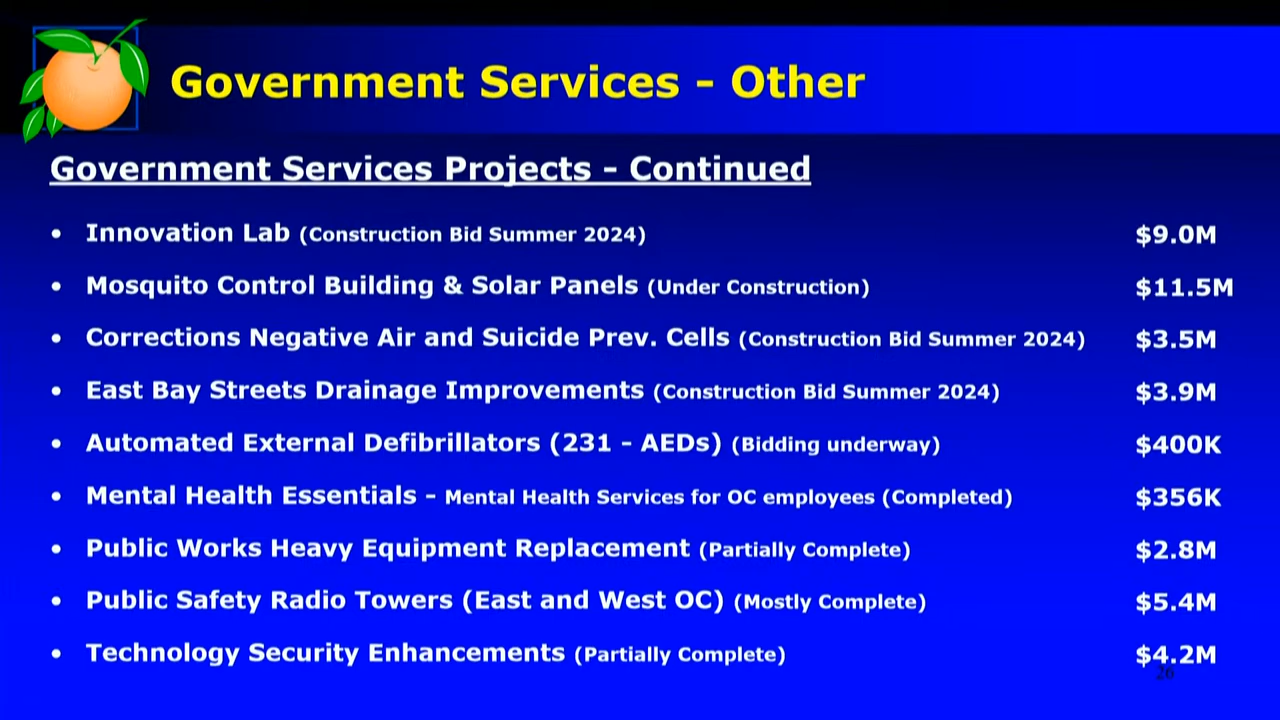 Government Services - Other
Government Services Projects - Continued
• Innovation Lab (Construction Bid Summer 2024) $9.0M
• Mosquito Control Building & Solar Panels (Under Construction) $11.5M
• Corrections Negative Air and Suicide Prev. Cells (Construction Bid Summer 2024) $3.5M
• East Bay Streets Drainage Improvements (Construction Bid Summer 2024) $3.9M
• Automated External Defibrillators (231 - AEDs) (Bidding underway) $400K
• Mental Health Essentials - Mental Health Services for OC employees (Completed) $356K
• Public Works Heavy Equipment Replacement (Partially Complete) $2.8M
• Public Safety Radio Towers (East and West OC) (Mostly Complete) $5.4M
• Technology Security Enhancements (Partially Complete) $4.2M
26